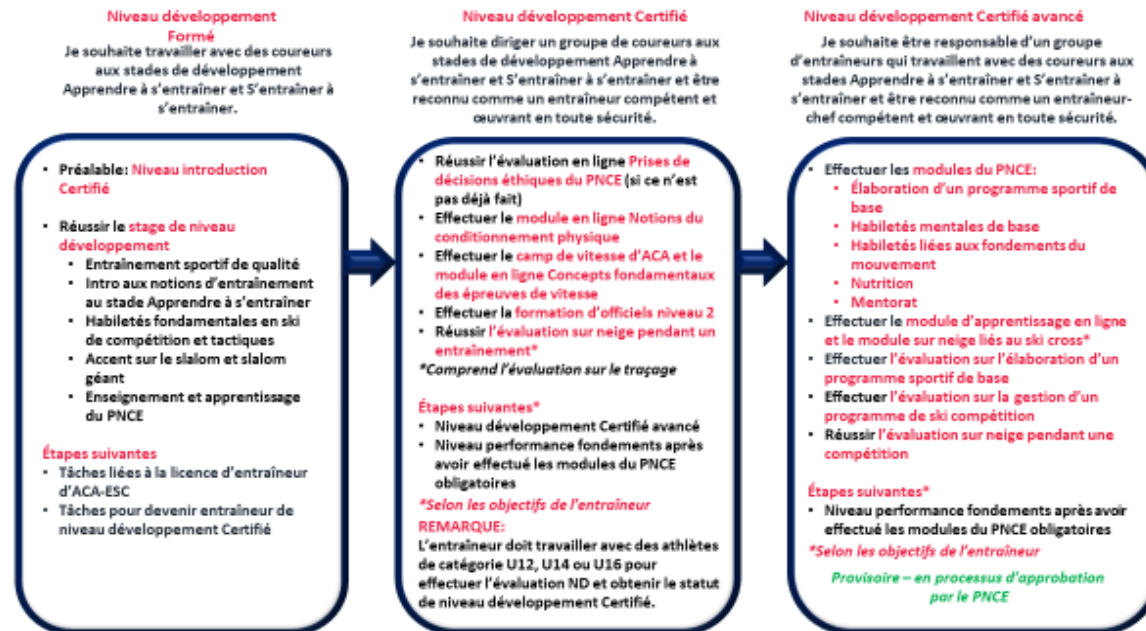 Niveau développement
Formé
Je souhaite travailler avec des coureurs
aux stades de développement
Apprendre à s'entraîner et S'entraîner à
s'entraîner.
• Préalable: Niveau introduction
Certifié
• Réussir le stage de niveau
développement
• Entraînement sportif de qualité
• Intro aux notions d'entraînement
au stade Apprendre à s'entraîner
• Habiletés fondamentales en ski
de compétition et tactiques
• Accent sur le slalom et slalom
géant
• Enseignement et apprentissage
du PNCE
Étapes suivantes
• Tâches liées à la licence d'entraîneur
d'ACA-ESC
• Tâches pour devenir entraîneur de
niveau développement Certifié
Niveau développement Certifié
Je souhaite diriger un groupe de coureurs aux
stades de développement Apprendre à
s'entraîner et S'entraîner à s'entraîner et être
reconnu comme un entraîneur compétent et
œuvrant en toute sécurité.
• Réussir l'évaluation en ligne Prises de
décisions éthiques du PNCE (si ce n'est
pas déjà fait)
• Effectuer le module en ligne Notions du
conditionnement physique
• Effectuer le camp de vitesse d'ACA et le
module en ligne Concepts fondamentaux
des épreuves de vitesse
• Effectuer la formation d'officiels niveau 2
• Réussir l'évaluation sur neige pendant un
entraînement*
*Comprend l'évaluation sur le traçage
Étapes suivantes*
• Niveau développement Certifié avancé
• Niveau performance fondements après
avoir effectué les modules du PNCE
obligatoires
*Selon les objectifs de l'entraîneur
REMARQUE:
L'entraîneur doit travailler avec des athlètes
de catégorie U12, U14 ou U16 pour
effectuer l'évaluation ND et obtenir le statut
de niveau développement Certifié.
Niveau développement Certifié avancé
Je souhaite être responsable d'un groupe
d'entraîneurs qui travaillent avec des coureurs aux
stades Apprendre à s'entraîner et S'entraîner à
s'entraîner et être reconnu comme un entraîneur-
chef compétent et œuvrant en toute sécurité.
• Effectuer les modules du PNCE:
• Élaboration d'un programme sportif de
base
• Habiletés mentales de base
• Habiletés liées aux fondements du
mouvement
• Nutrition
• Mentorat
• Effectuer le module d'apprentissage en ligne
et le module sur neige liés au ski cross*
• Effectuer l'évaluation sur l'élaboration d'un
programme sportif de base
• Effectuer l'évaluation sur la gestion d'un
programme de ski compétition
• Réussir l'évaluation sur neige pendant une
compétition
Étapes suivantes*
• Niveau performance fondements après avoir
effectué les modules du PNCE obligatoires
*Selon les objectifs de l'entraîneur
Provisoire – en processus d'approbation
par le PNCE